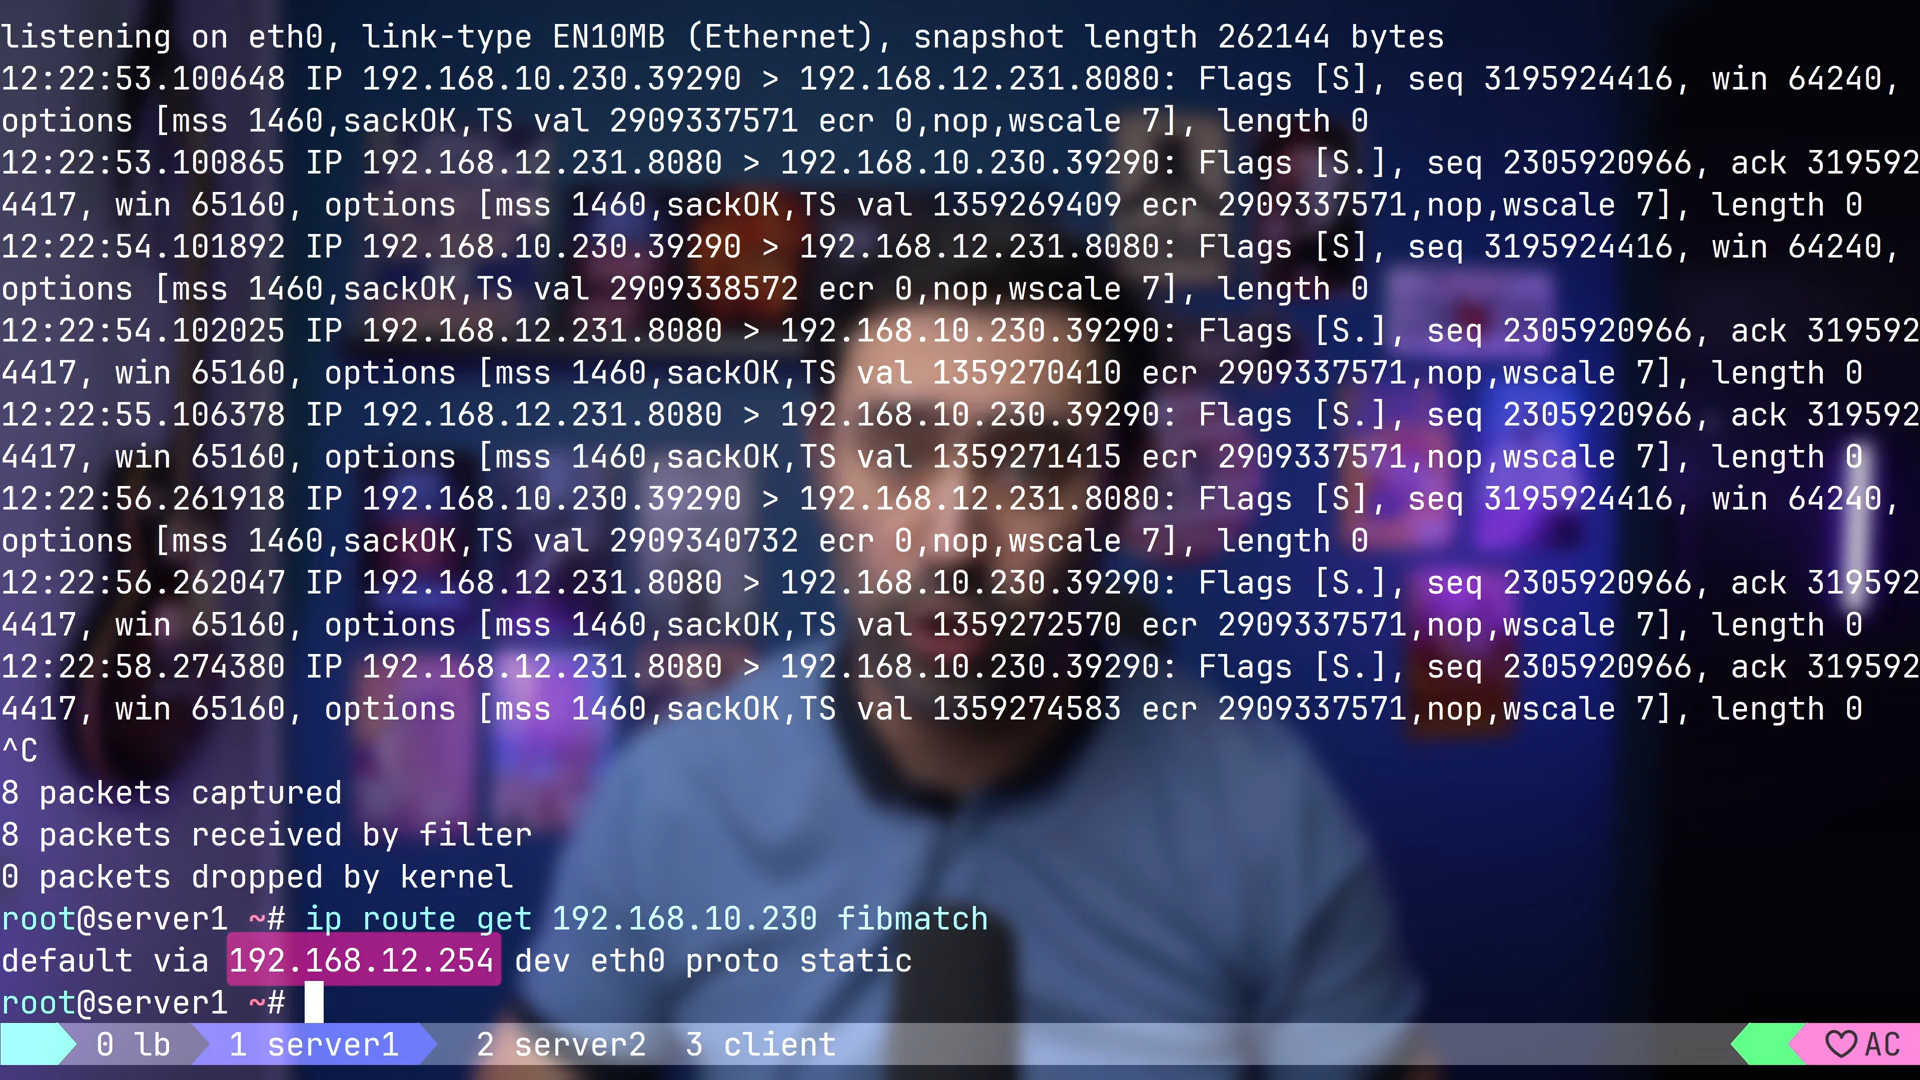 listening on eth0, link-type EN10MB (Ethernet), snapshot length 262144 bytes
12:22:53.100648 IP 192.168.10.230.39290 > 192.168.12.231.8080: Flags [S], seq 3195924416, win 64240,
options [mss 1460,sackOK,TS val 2909337571 ecr 0,nop,wscale 7], length 0
12:22:53.100865 IP 192.168.12.231.8080 > 192.168.10.230.39290: Flags [S.], seq 2305920966, ack 319592
4417, win 65160, options [mss 1460,sackOK,TS val 1359269409 ecr 2909337571,nop,wscale 7], length 0
12:22:54.101892 IP 192.168.10.230.39290 > 192.168.12.231.8080: Flags [S], seq 3195924416, win 64240,
options [mss 1460,sackOK,TS val 2909338572 ecr 0,nop,wscale 7], length 0
12:22:54.102025 IP 192.168.12.231.8080 > 192.168.10.230.39290: Flags [S.], seq 2305920966, ack 319592
4417, win 65160, options [mss 1460,sackOK,TS val 1359270410 ecr 2909337571,nop,wscale 7], length 0
12:22:55.106378 IP 192.168.12.231.8080 > 192.168.10.230.39290: Flags [S.], seq 2305920966, ack 319592
4417, win 65160, options [mss 1460,sackOK,TS val 1359271415 ecr 2909337571,nop,wscale 7], length 0
12:22:56.261918 IP 192.168.10.230.39290 > 192.168.12.231.8080: Flags [S], seq 3195924416, win 64240,
options [mss 1460,sackOK,TS val 2909340732 ecr 0,nop,wscale 7], length 0
12:22:56.262047 IP 192.168.12.231.8080 > 192.168.10.230.39290: Flags [S.], seq 2305920966, ack 319592
4417, win 65160, options [mss 1460,sackOK,TS val 1359272570 ecr 2909337571,nop,wscale 7], length 0
12:22:58.274380 IP 192.168.12.231.8080 > 192.168.10.230.39290: Flags [S.], seq 2305920966, ack 319592
4417, win 65160, options [mss 1460,sackOK,TS val 1359274583 ecr 2909337571,nop,wscale 7], length 0
^C
8 packets captured
8 packets received by filter
0 packets dropped by kernel
root@server1 ~# ip route get 192.168.10.230 fibmatch
default via 192.168.12.254 dev eth0 proto static
root@server1 ~#
0 lb 1 server1 2 server2 3 client ♡ AC